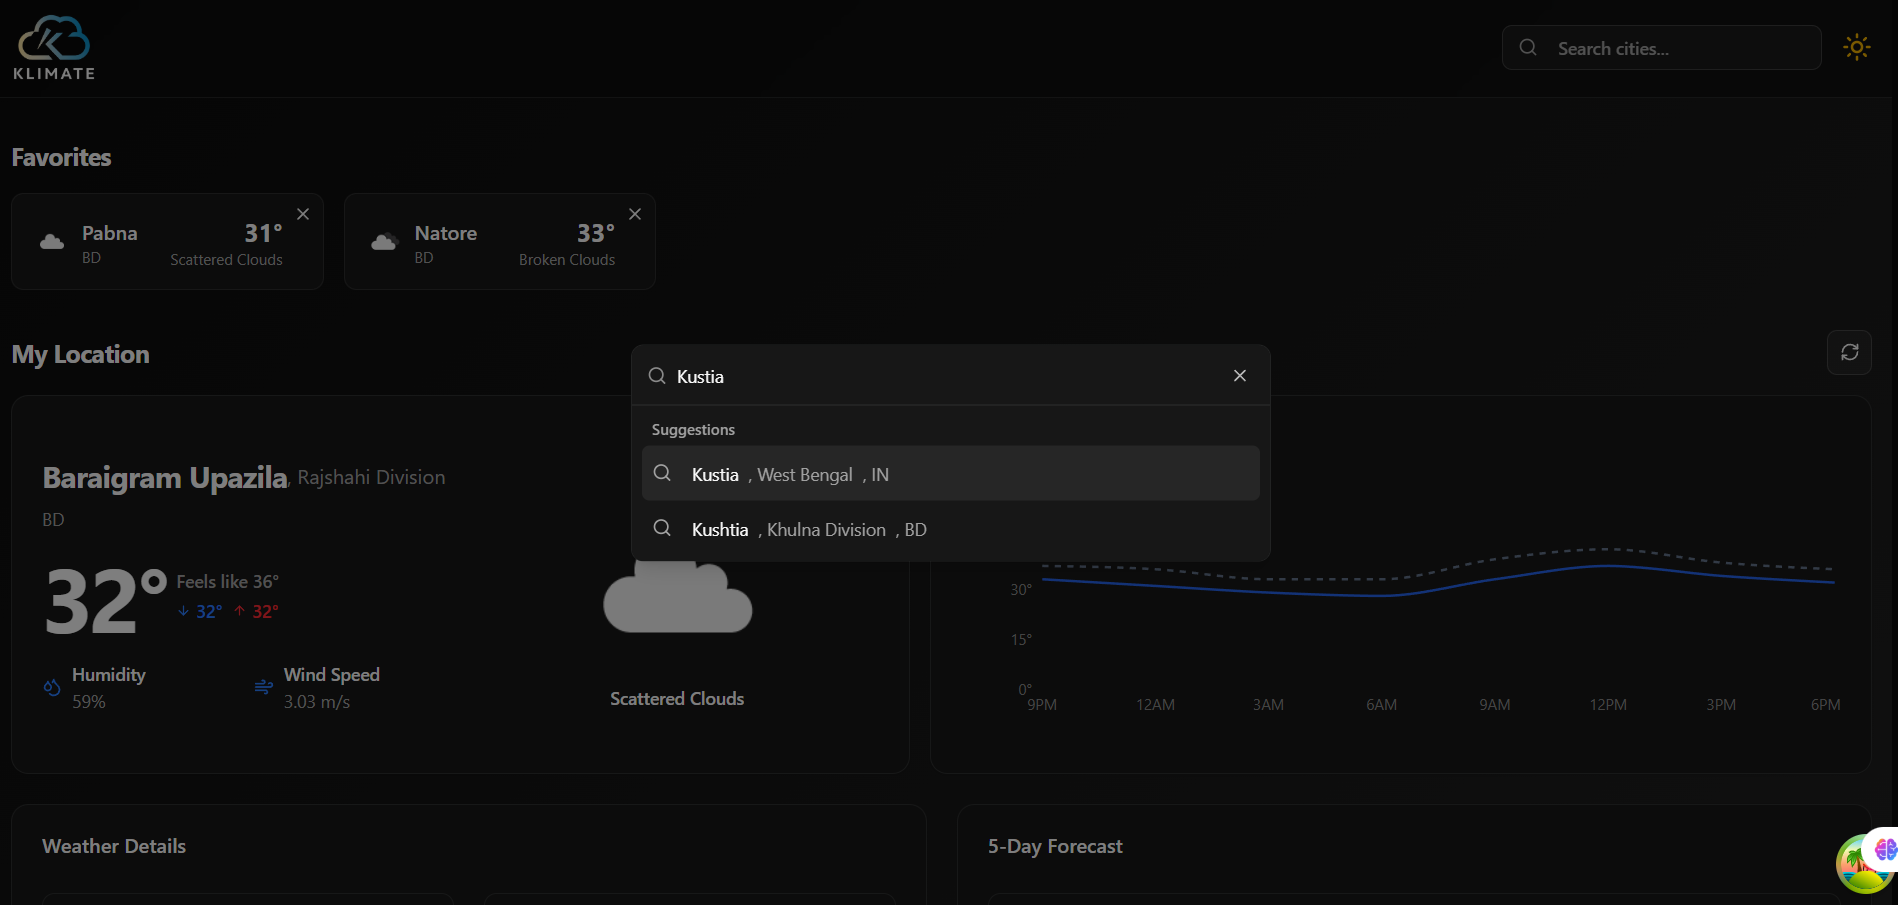 KLIMATE
Search cities...
Favorites
Pabna
BD
31°
Scattered Clouds
Natore
BD
33°
Broken Clouds
My Location
Kustia
Suggestions
Kustia , West Bengal , IN
Kushtia , Khulna Division , BD
Baraigram Upazila, Rajshahi Division
BD
32°
Feels like 36°
32° 32°
Humidity
59%
Wind Speed
3.03 m/s
Scattered Clouds
30°
15°
0°
9PM 12AM 3AM 6AM 9AM 12PM 3PM 6PM
Weather Details
5-Day Forecast